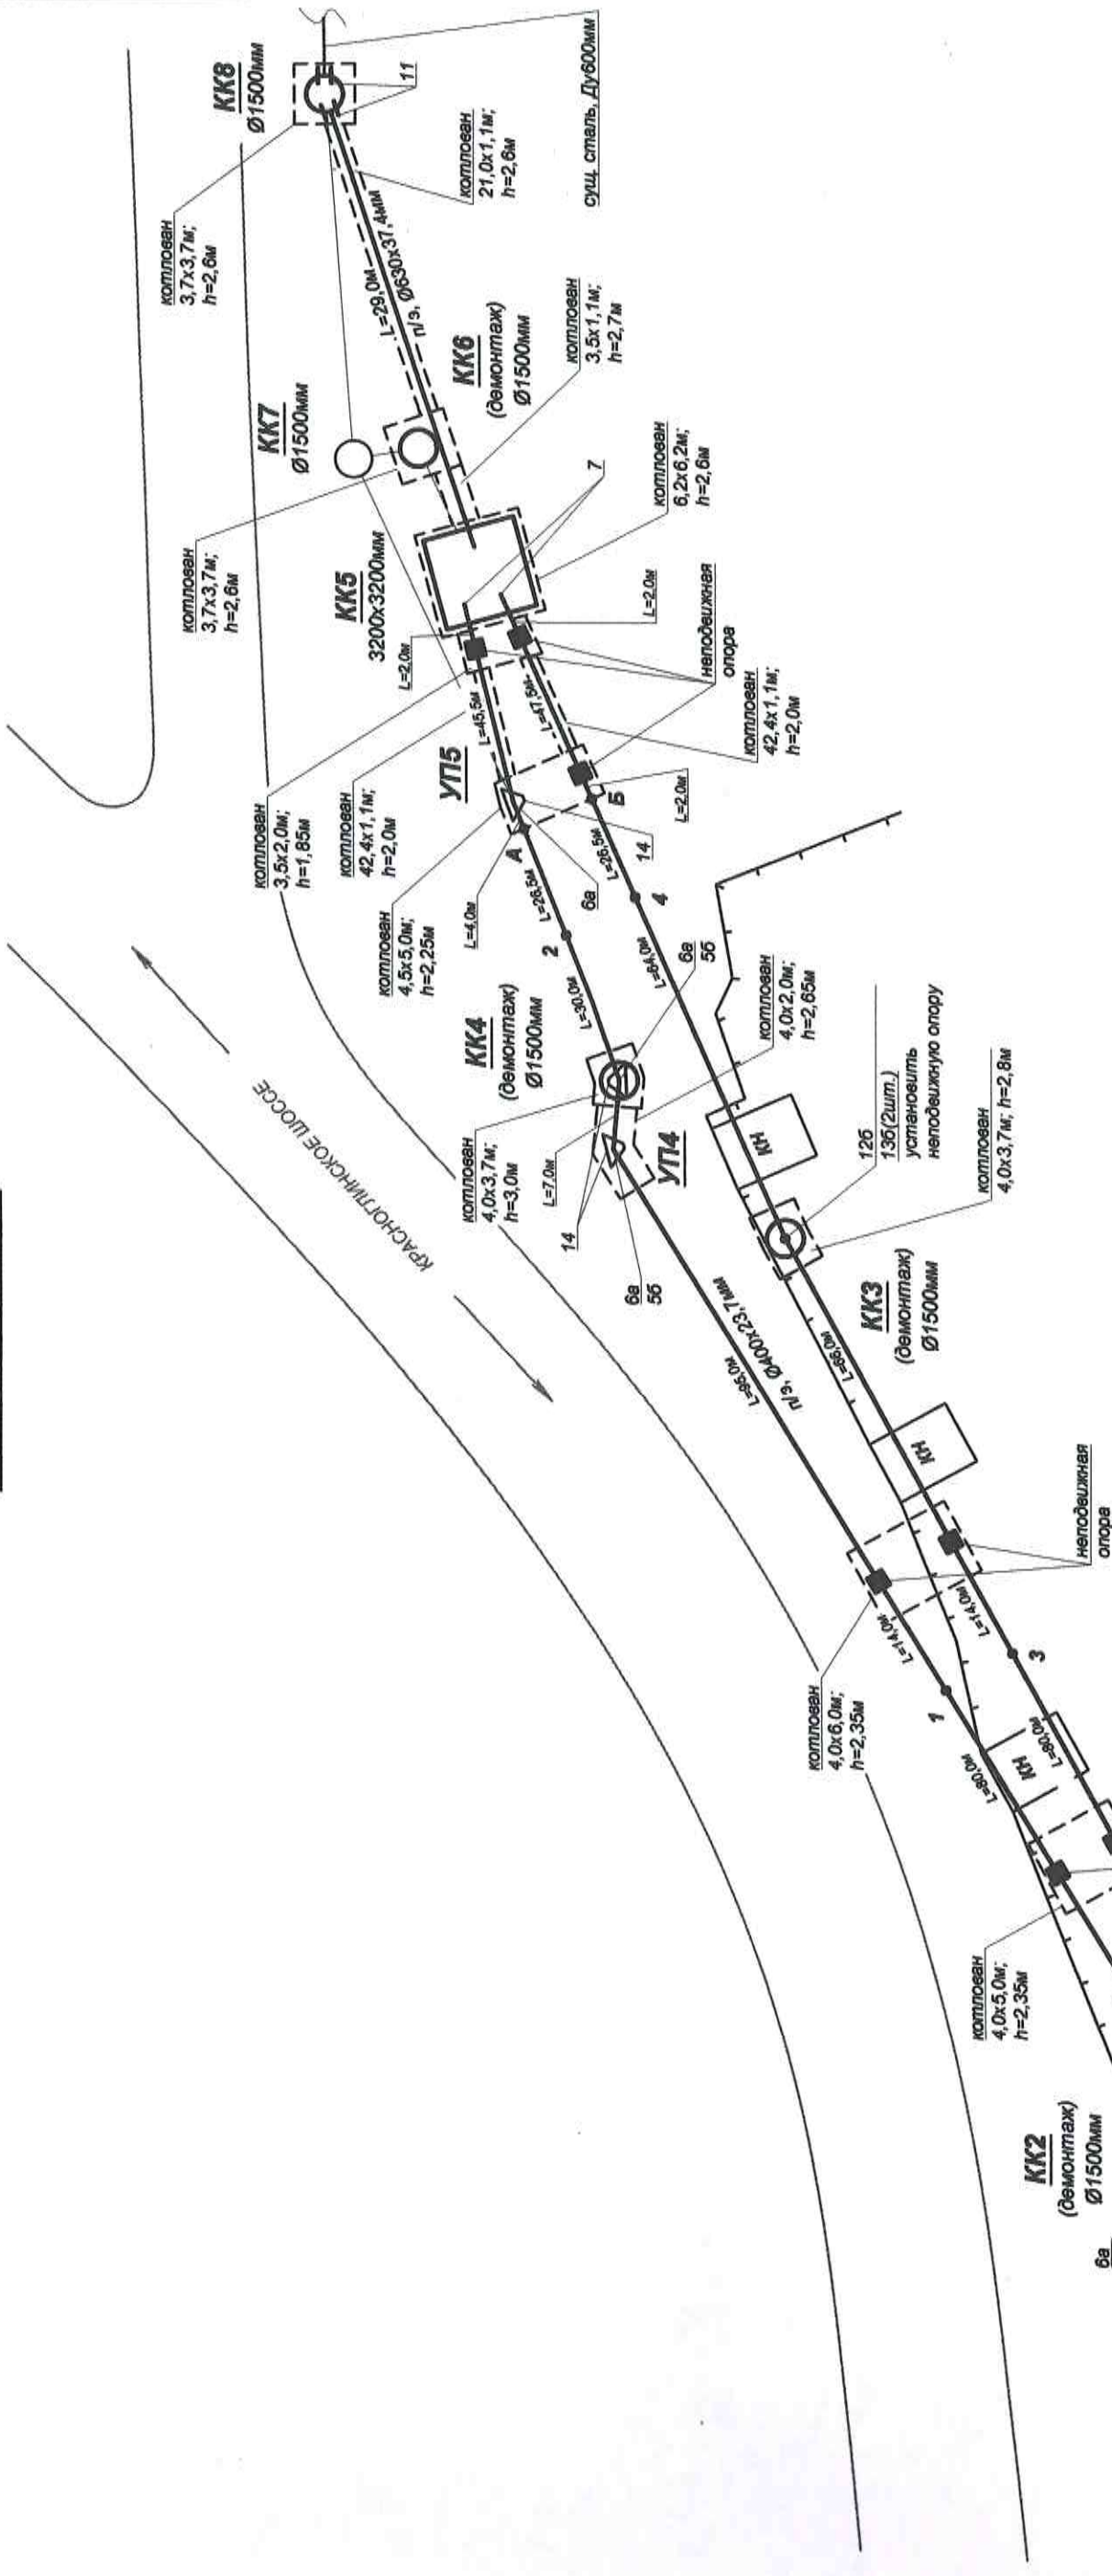 КК8
Ø1500мм
11
котлован
3,7х3,7м;
h=2,6м
котлован
21,0х1,1м;
h=2,6м
сущ. сталь, Ду600мм
L=29,0м
п/э, Ø630х37,4мм
КК7
Ø1500мм
КК6
(демонтаж)
Ø1500мм
котлован
3,5х1,1м;
h=2,7м
котлован
3,7х3,7м;
h=2,6м
КК5
3200х3200мм
7
котлован
6,2х6,2м;
h=2,6м
L=2,0м
L=2,0м
неподвижная
опора
L=45,5м
L=47,5м
котлован
42,4х1,1м;
h=2,0м
УП5
котлован
3,5х2,0м;
h=1,85м
котлован
42,4х1,1м;
h=2,0м
А
Б
L=2,0м
14
6а
котлован
4,5х5,0м;
h=2,25м
L=4,0м
L=26,5м
L=26,5м
2
4
КРАСНОГЛИНСКОЕ ШОССЕ
КК4
(демонтаж)
Ø1500мм
L=30,0м
L=64,0м
6а
5б
котлован
4,0х2,0м;
h=2,65м
котлован
4,0х3,7м;
h=3,0м
L=7,0м
14
УП4
6а
5б
КН
12б
13б(2шт.)
установить
неподвижную опору
котлован
4,0х3,7м; h=2,8м
КК3
(демонтаж)
Ø1500мм
L=95,0м
п/э, Ø400х23,7мм
L=65,0м
КН
неподвижная
опора
L=14,0м
L=14,0м
котлован
4,0х6,0м;
h=2,35м
1
3
L=80,0м
КН
L=80,0м
котлован
4,0х5,0м;
h=2,35м
КК2
(демонтаж)
Ø1500мм
6а